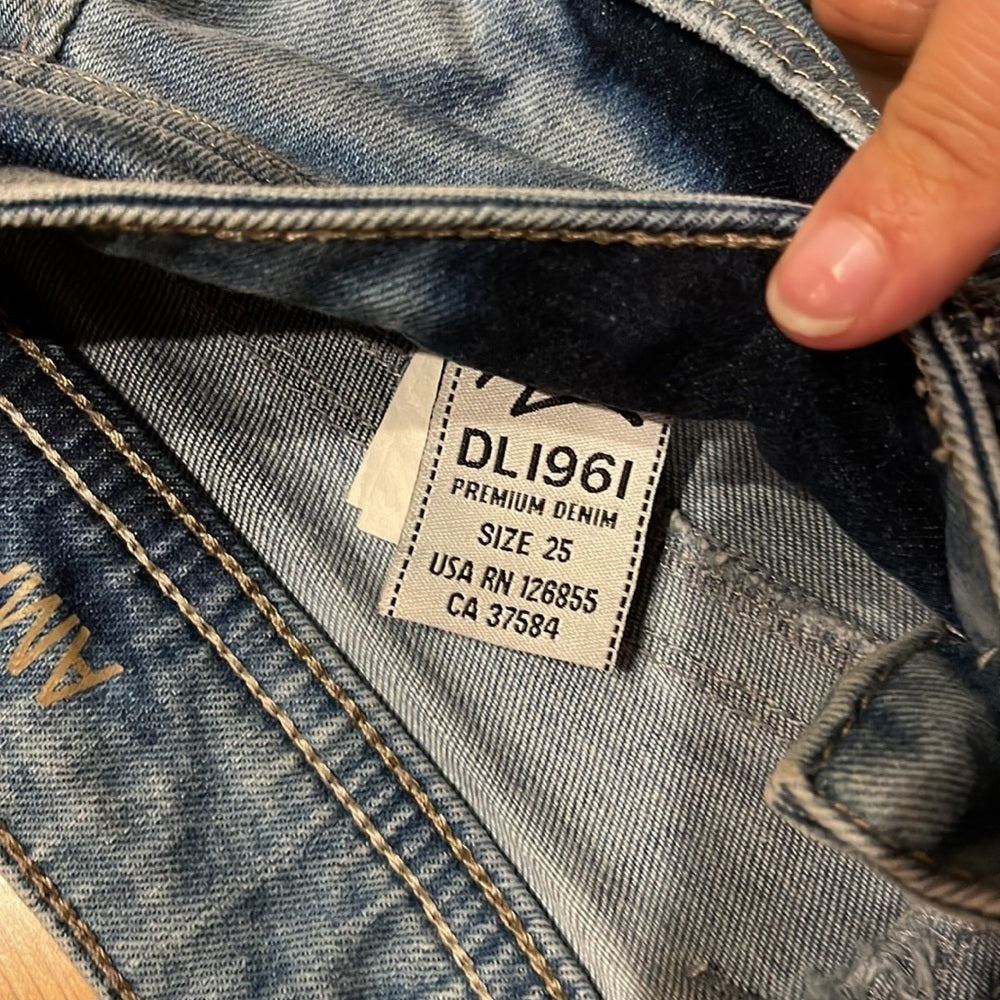 DL1961
PREMIUM DENIM
SIZE 25
USA RN 126855
CA 37584